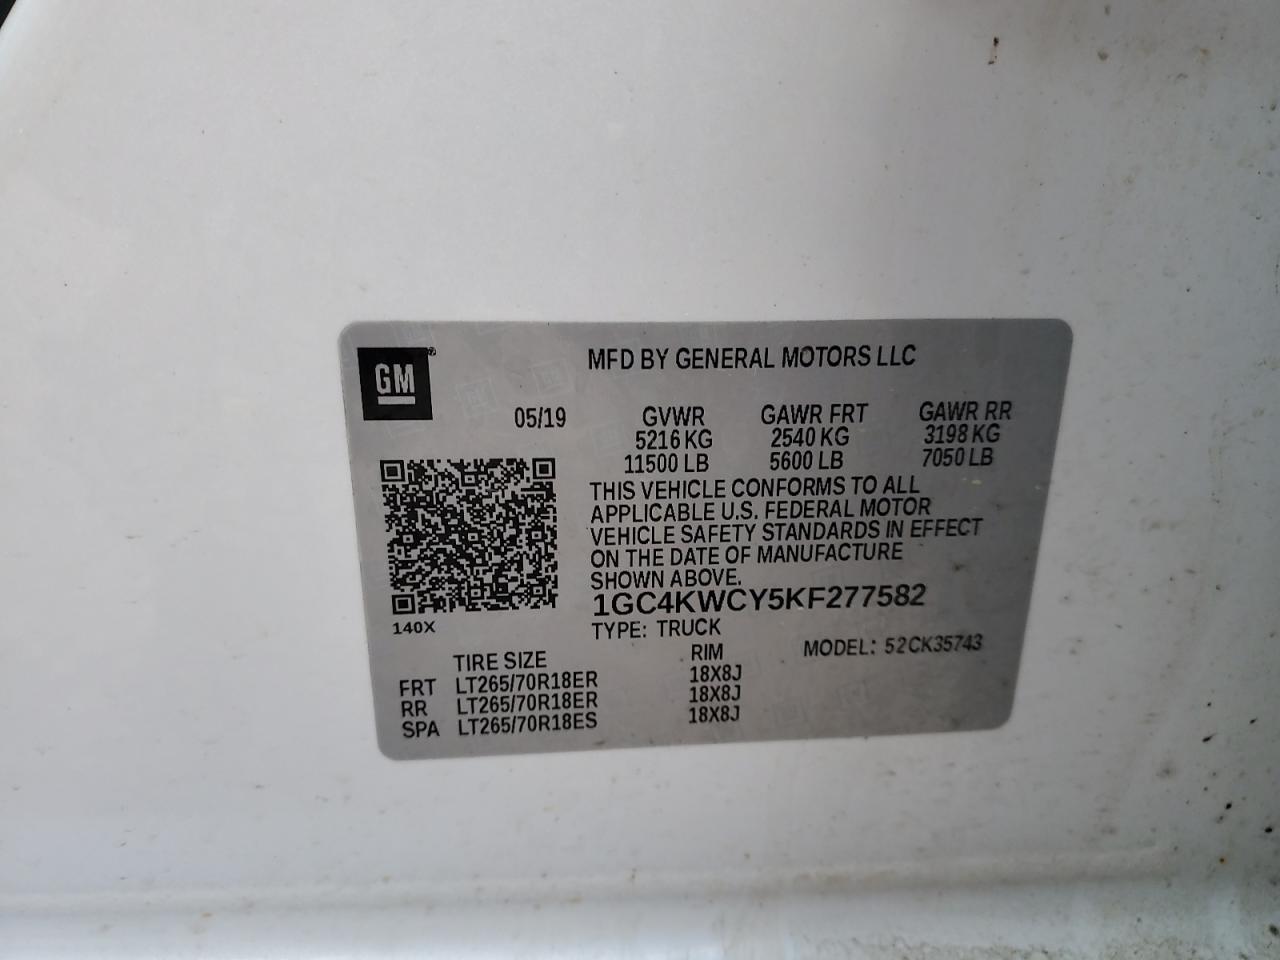 GM
MFD BY GENERAL MOTORS LLC
05/19 GVWR GAWR FRT GAWR RR
5216 KG 2540 KG 3198 KG
11500 LB 5600 LB 7050 LB
THIS VEHICLE CONFORMS TO ALL
APPLICABLE U.S. FEDERAL MOTOR
VEHICLE SAFETY STANDARDS IN EFFECT
ON THE DATE OF MANUFACTURE
SHOWN ABOVE.
1GC4KWCY5KF277582
140X
TYPE: TRUCK
MODEL: 52CK35743
TIRE SIZE RIM
FRT LT265/70R18ER 18X8J
RR LT265/70R18ER 18X8J
SPA LT265/70R18ES 18X8J